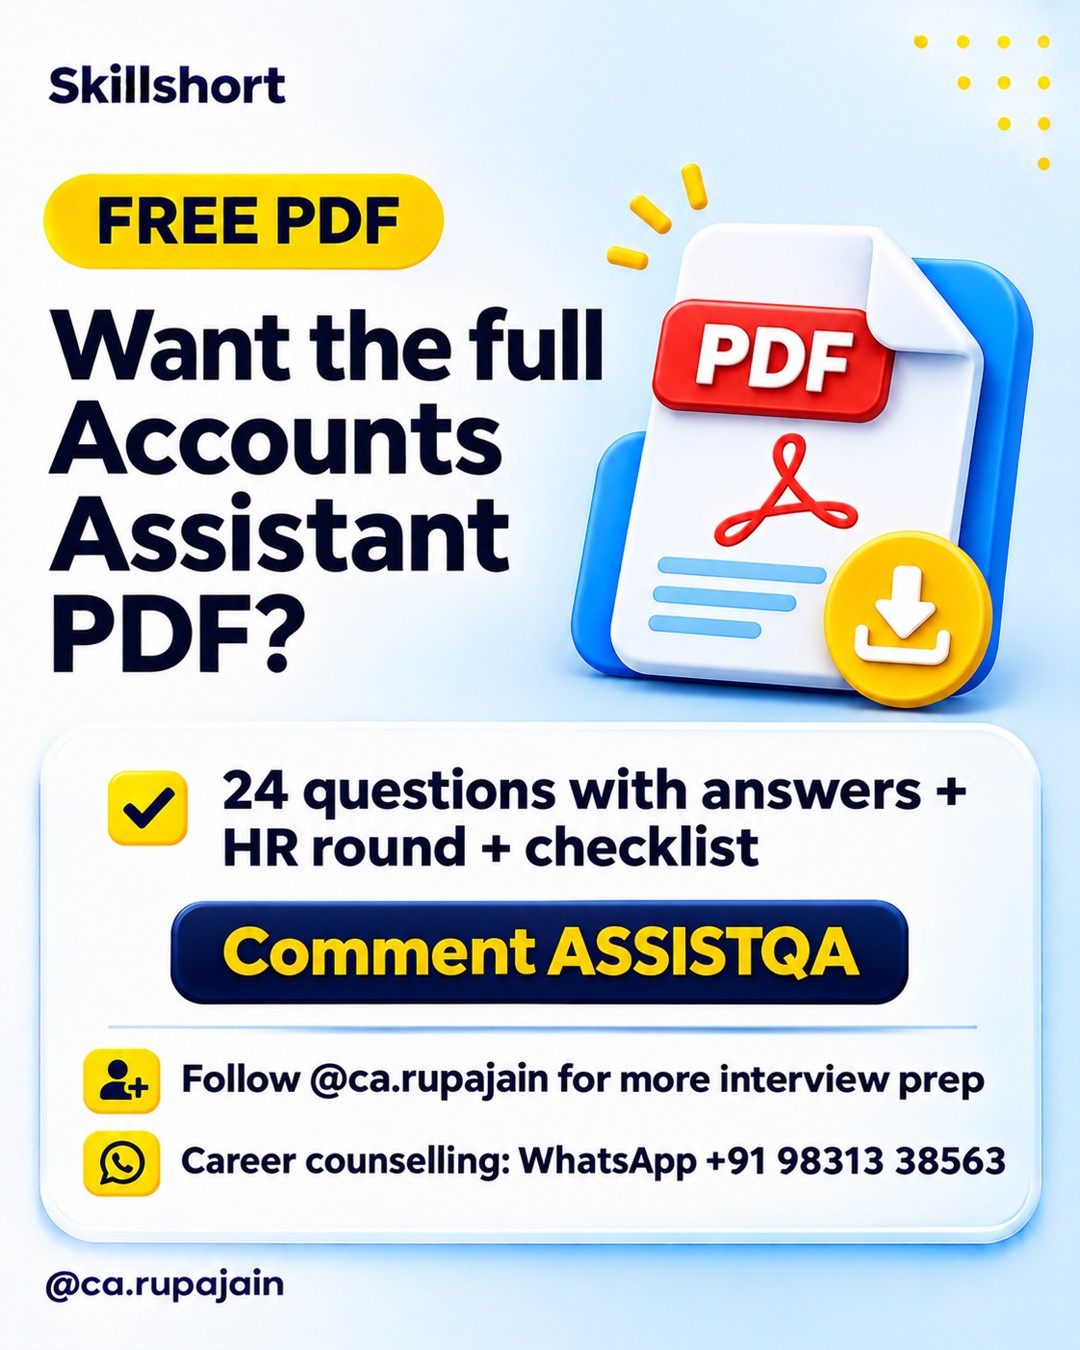 Skillshort
FREE PDF
Want the full
Accounts
Assistant
PDF?
PDF
24 questions with answers +
HR round + checklist
Comment ASSISTQA
Follow @ca.rupajain for more interview prep
Career counselling: WhatsApp +91 98313 38563
@ca.rupajain